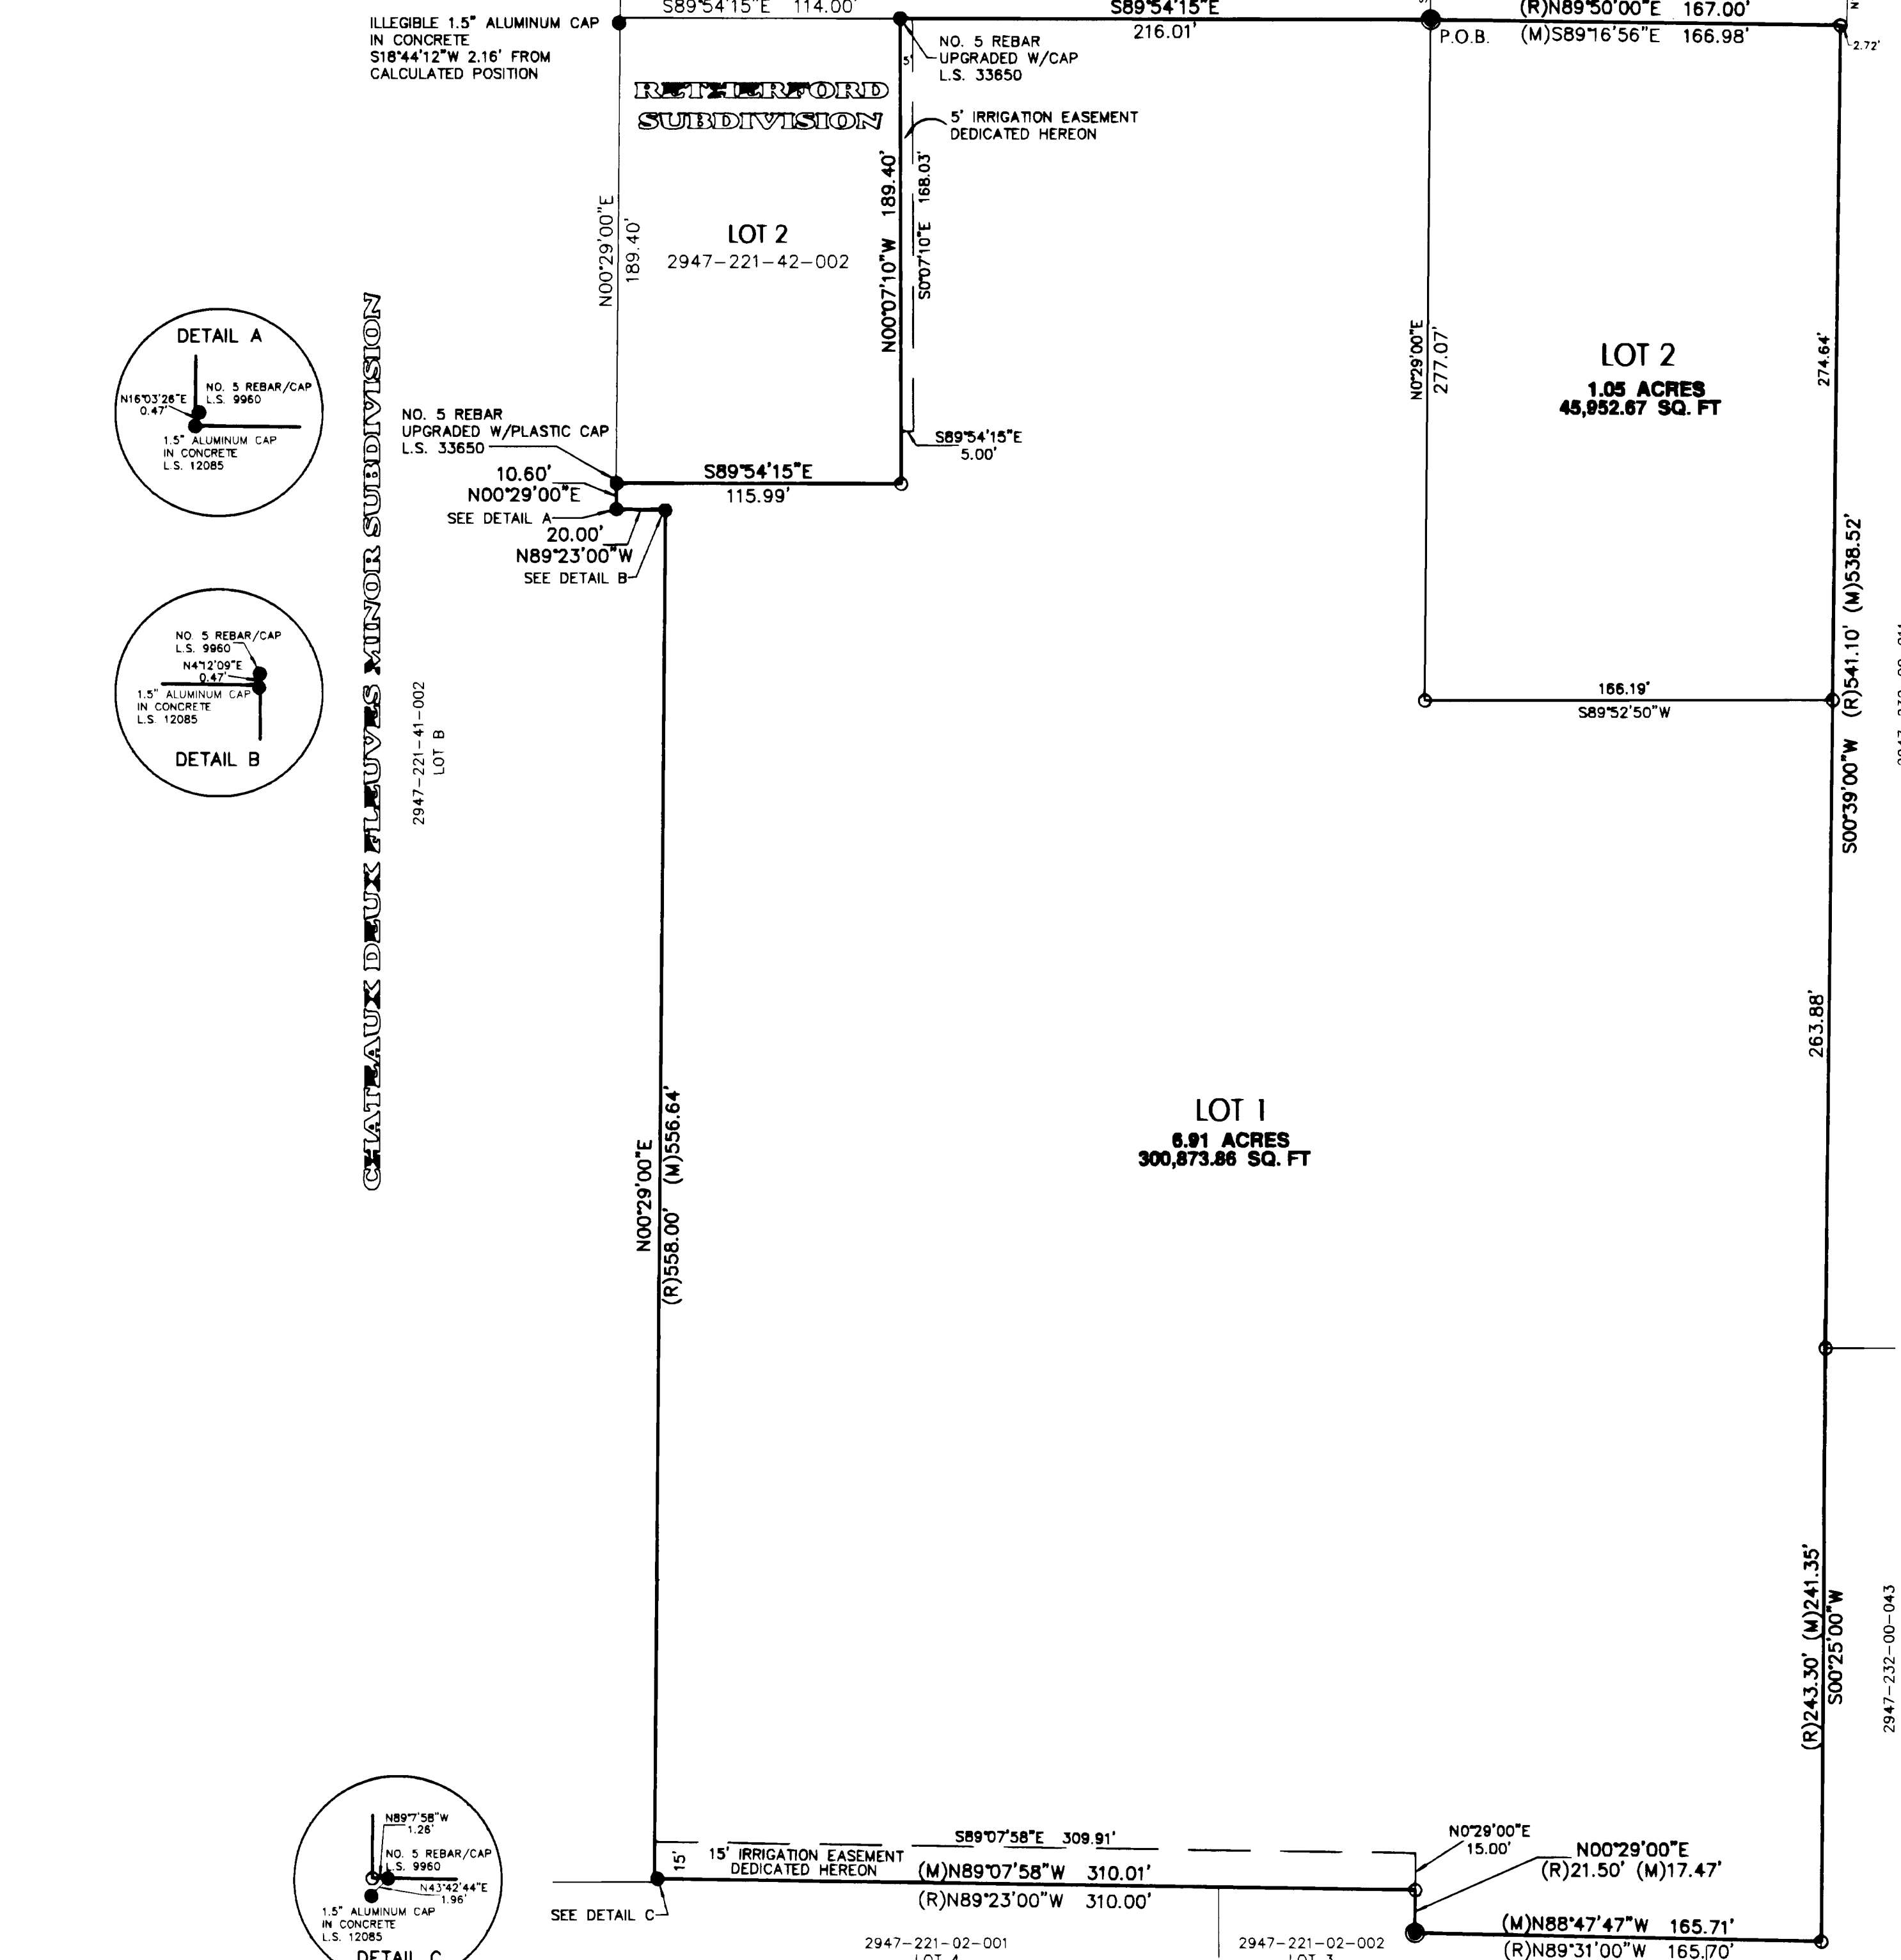 S89°54'15"E 114.00'
S89°54'15"E
216.01'
(R)N89°50'00"E 167.00'
(M)S89°16'56"E 166.98'
P.O.B.
2.72'
ILLEGIBLE 1.5" ALUMINUM CAP
IN CONCRETE
S18°44'12"W 2.16' FROM
CALCULATED POSITION
NO. 5 REBAR
UPGRADED W/CAP
L.S. 33650
5'
RETHERFORD
SUBDIVISION
5' IRRIGATION EASEMENT
DEDICATED HEREON
N00°29'00"E
189.40'
LOT 2
2947-221-42-002
N00°07'10"W 189.40'
S0°07'10"E 168.03'
N0°29'00"E
277.07'
LOT 2
1.05 ACRES
45,952.67 SQ. FT
274.64'
DETAIL A
NO. 5 REBAR/CAP
L.S. 9960
N16°03'26"E
0.47'
1.5" ALUMINUM CAP
IN CONCRETE
L.S. 12085
NO. 5 REBAR
UPGRADED W/PLASTIC CAP
L.S. 33650
S89°54'15"E
5.00'
10.60'
N00°29'00"E
S89°54'15"E
115.99'
SEE DETAIL A
20.00'
N89°23'00"W
SEE DETAIL B
NO. 5 REBAR/CAP
L.S. 9960
N4°12'09"E
0.47'
1.5" ALUMINUM CAP
IN CONCRETE
L.S. 12085
DETAIL B
CHATEAUX DEUX FLEUVES MINOR SUBDIVISION
2947-221-41-002
LOT B
166.19'
S89°52'50"W
S00°39'00"W (R)541.10' (M)538.52'
263.88'
LOT 1
6.91 ACRES
300,873.86 SQ. FT
N00°29'00"E
(R)558.00' (M)556.64'
(R)243.30' (M)241.35'
S00°25'00"W
2947-232-00-043
N89°7'58"W
1.26'
NO. 5 REBAR/CAP
L.S. 9960
N43°42'44"E
1.96'
1.5" ALUMINUM CAP
IN CONCRETE
L.S. 12085
DETAIL C
S89°07'58"E 309.91'
15'
15' IRRIGATION EASEMENT
DEDICATED HEREON
(M)N89°07'58"W 310.01'
(R)N89°23'00"W 310.00'
SEE DETAIL C
N0°29'00"E
15.00'
N00°29'00"E
(R)21.50' (M)17.47'
(M)N88°47'47"W 165.71'
(R)N89°31'00"W 165.70'
2947-221-02-001
LOT 4
2947-221-02-002
LOT 3